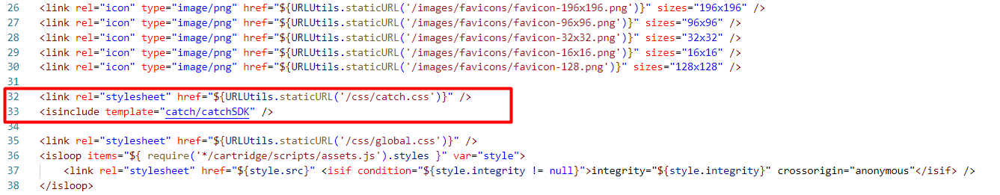 26 <link rel="icon" type="image/png" href="${URLUtils.staticURL('/images/favicons/favicon-196x196.png')}" sizes="196x196" />
27 <link rel="icon" type="image/png" href="${URLUtils.staticURL('/images/favicons/favicon-96x96.png')}" sizes="96x96" />
28 <link rel="icon" type="image/png" href="${URLUtils.staticURL('/images/favicons/favicon-32x32.png')}" sizes="32x32" />
29 <link rel="icon" type="image/png" href="${URLUtils.staticURL('/images/favicons/favicon-16x16.png')}" sizes="16x16" />
30 <link rel="icon" type="image/png" href="${URLUtils.staticURL('/images/favicons/favicon-128.png')}" sizes="128x128" />
31
32 <link rel="stylesheet" href="${URLUtils.staticURL('/css/catch.css')}" />
33 <isinclude template="catch/catchSDK" />
34
35 <link rel="stylesheet" href="${URLUtils.staticURL('/css/global.css')}" />
36 <isloop items="${ require('*/cartridge/scripts/assets.js').styles }" var="style">
37     <link rel="stylesheet" href="${style.src}" <isif condition="${style.integrity != null}">integrity="${style.integrity}" crossorigin="anonymous"</isif> />
38 </isloop>